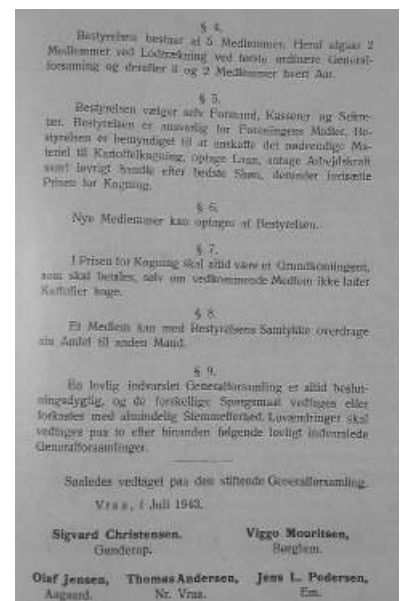 § 4.
Bestyrelsen bestaar af 5 Medlemmer. Heraf afgaar 2
Medlemmer ved Lodtrækning ved første ordinære General-
forsamling og derefter 3 og 2 Medlemmer hvert Aar.
§ 5.
Bestyrelsen vælger selv Formand, Kasserer og Sekre-
tær. Bestyrelsen er ansvarlig for Foreningens Midler. Be-
styrelsen er bemyndiget til at anskaffe det nødvendige Ma-
teriel til Kartoffelkogning, optage Laan, antage Arbejdskraft
samt iøvrigt handle efter bedste Skøn, derunder fastsætte
Prisen for Kogning.
§ 6.
Nye Medlemmer kan optages af Bestyrelsen.
§ 7.
I Prisen for Kogning skal altid være et Grundkontingent,
som skal betales, selv om vedkommende Medlem ikke lader
Kartofler koge.
§ 8.
Et Medlem kan med Bestyrelsens Samtykke overdrage
sin Andel til anden Mand.
§ 9.
En lovlig indvarslet Generalforsamling er altid beslut-
ningsdygtig, og de forskellige Spørgsmaal vedtages eller
forkastes med almindelig Stemmeflerhed. Lovændringer skal
vedtages paa to efter hinanden følgende lovligt indvarslede
Generalforsamlinger.
Saaledes vedtaget paa den stiftende Generalforsamling.
Vraa, i Juli 1943.
Sigvard Christensen, Viggo Mouritsen,
Gunderup. Børglum.
Olaf Jensen, Thomas Andersen, Jens L. Pedersen,
Aagaard. Nr. Vraa. Em.